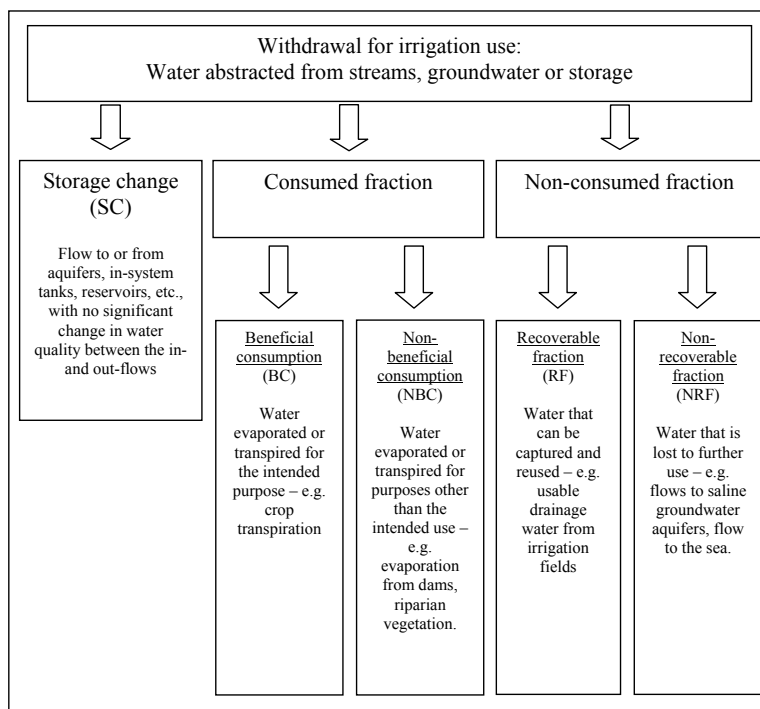 Withdrawal for irrigation use:
Water abstracted from streams, groundwater or storage
Storage change
(SC)
Flow to or from
aquifers, in-system
tanks, reservoirs, etc.,
with no significant
change in water
quality between the in-
and out-flows
Consumed fraction
Non-consumed fraction
Beneficial
consumption
(BC)
Water
evaporated or
transpired for
the intended
purpose – e.g.
crop
transpiration
Non-
beneficial
consumption
(NBC)
Water
evaporated or
transpired for
purposes other
than the
intended use –
e.g.
evaporation
from dams,
riparian
vegetation.
Recoverable
fraction
(RF)
Water that
can be
captured and
reused – e.g.
usable
drainage
water from
irrigation
fields
Non-
recoverable
fraction
(NRF)
Water that is
lost to further
use – e.g.
flows to saline
groundwater
aquifers, flow
to the sea.